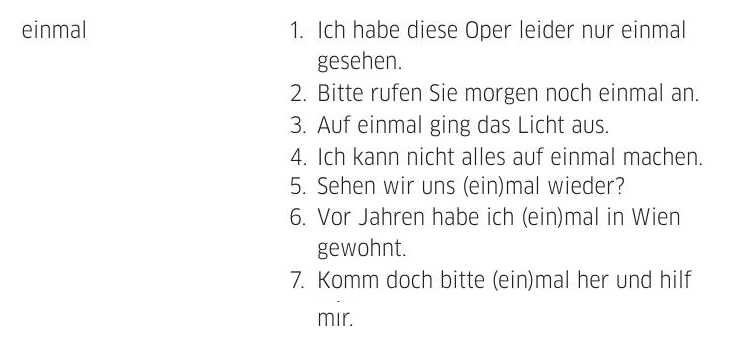 einmal
1. Ich habe diese Oper leider nur einmal
gesehen.
2. Bitte rufen Sie morgen noch einmal an.
3. Auf einmal ging das Licht aus.
4. Ich kann nicht alles auf einmal machen.
5. Sehen wir uns (ein)mal wieder?
6. Vor Jahren habe ich (ein)mal in Wien
gewohnt.
7. Komm doch bitte (ein)mal her und hilf
mir.